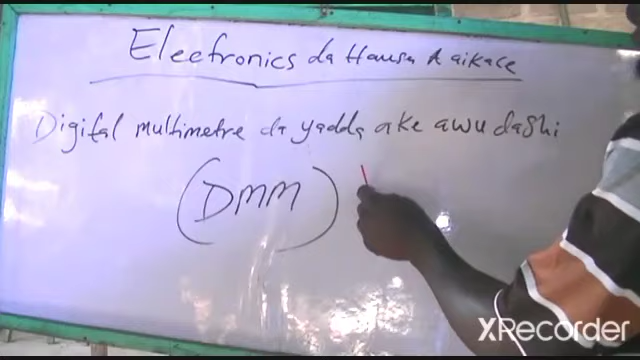 Electronics da Hausa A aikace
Digital multimetre da yadda ake awu dashi
(DMM)
XRecorder